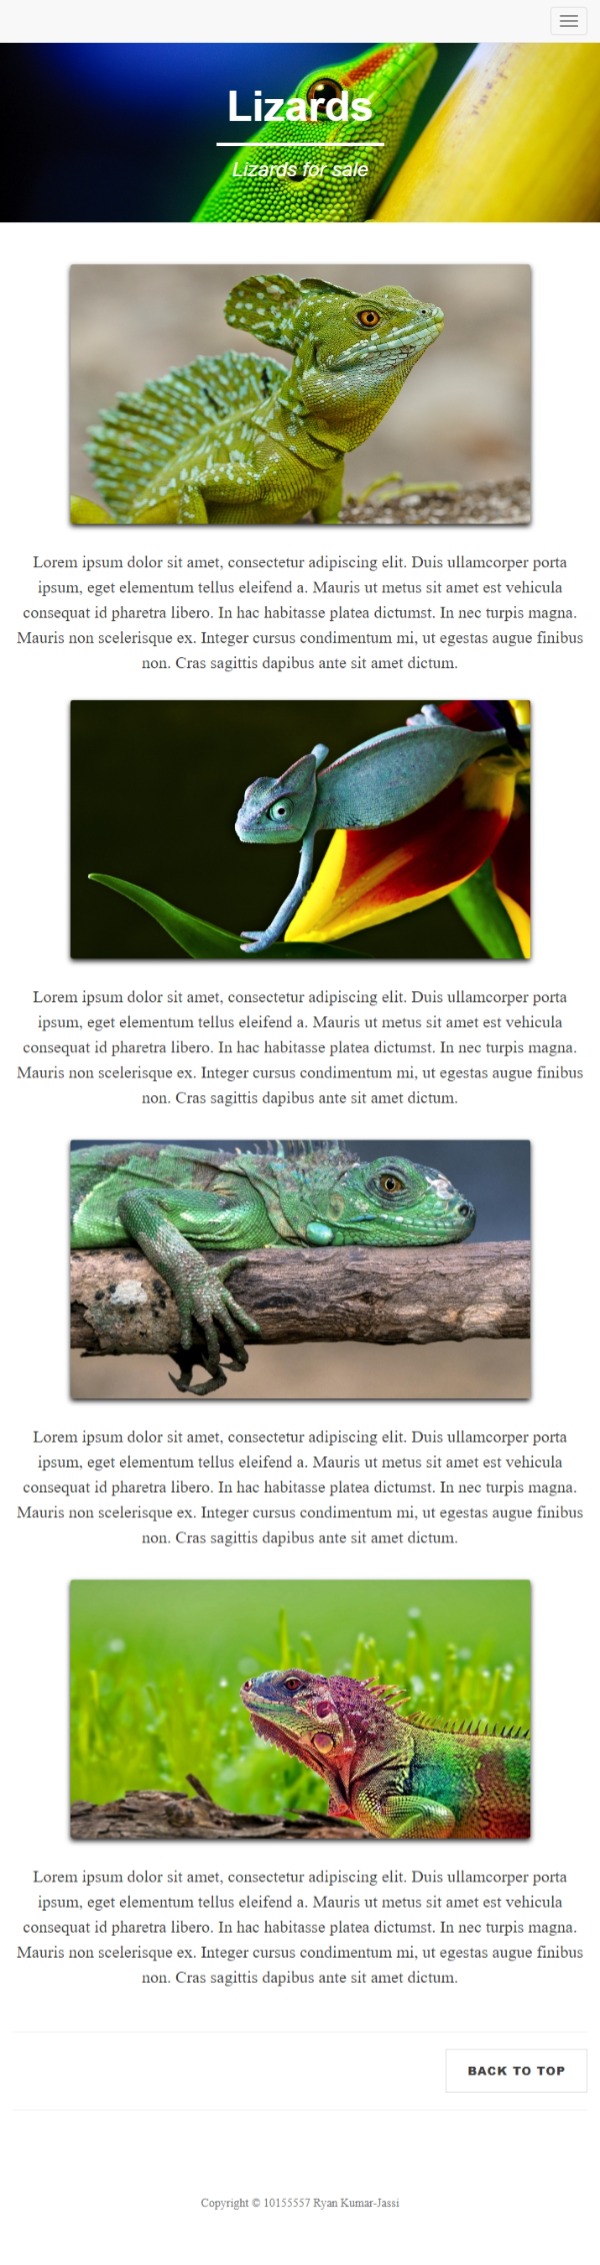 Lizards
Lizards for sale
Lorem ipsum dolor sit amet, consectetur adipiscing elit. Duis ullamcorper porta
ipsum, eget elementum tellus eleifend a. Mauris ut metus sit amet est vehicula
consequat id pharetra libero. In hac habitasse platea dictumst. In nec turpis magna.
Mauris non scelerisque ex. Integer cursus condimentum mi, ut egestas augue finibus
non. Cras sagittis dapibus ante sit amet dictum.
Lorem ipsum dolor sit amet, consectetur adipiscing elit. Duis ullamcorper porta
ipsum, eget elementum tellus eleifend a. Mauris ut metus sit amet est vehicula
consequat id pharetra libero. In hac habitasse platea dictumst. In nec turpis magna.
Mauris non scelerisque ex. Integer cursus condimentum mi, ut egestas augue finibus
non. Cras sagittis dapibus ante sit amet dictum.
Lorem ipsum dolor sit amet, consectetur adipiscing elit. Duis ullamcorper porta
ipsum, eget elementum tellus eleifend a. Mauris ut metus sit amet est vehicula
consequat id pharetra libero. In hac habitasse platea dictumst. In nec turpis magna.
Mauris non scelerisque ex. Integer cursus condimentum mi, ut egestas augue finibus
non. Cras sagittis dapibus ante sit amet dictum.
Lorem ipsum dolor sit amet, consectetur adipiscing elit. Duis ullamcorper porta
ipsum, eget elementum tellus eleifend a. Mauris ut metus sit amet est vehicula
consequat id pharetra libero. In hac habitasse platea dictumst. In nec turpis magna.
Mauris non scelerisque ex. Integer cursus condimentum mi, ut egestas augue finibus
non. Cras sagittis dapibus ante sit amet dictum.
BACK TO TOP
Copyright © 10155557 Ryan Kumar-Jassi